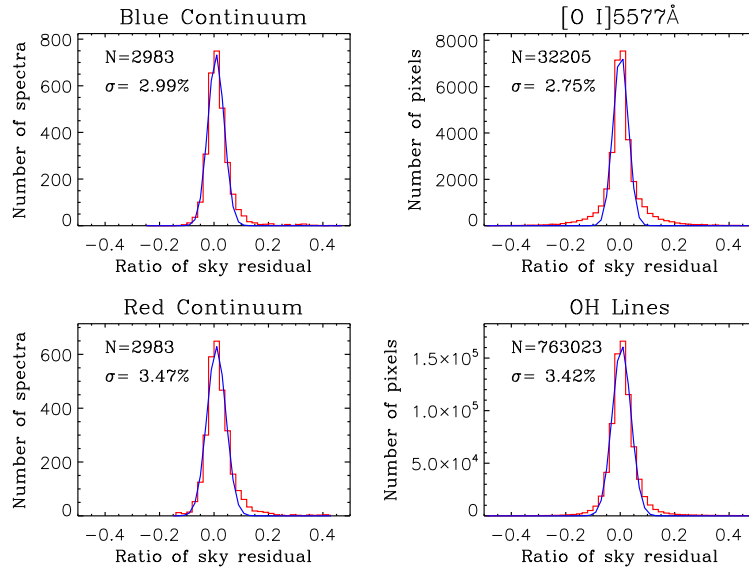 Blue Continuum
N=2983
σ= 2.99%
Number of spectra
800
600
400
200
0
−0.4 −0.2 0.0 0.2 0.4
Ratio of sky residual
[O I]5577Å
N=32205
σ= 2.75%
Number of pixels
8000
6000
4000
2000
0
−0.4 −0.2 0.0 0.2 0.4
Ratio of sky residual
Red Continuum
N=2983
σ= 3.47%
Number of spectra
600
400
200
0
−0.4 −0.2 0.0 0.2 0.4
Ratio of sky residual
OH Lines
N=763023
σ= 3.42%
Number of pixels
1.5×10⁵
1.0×10⁵
5.0×10⁴
0
−0.4 −0.2 0.0 0.2 0.4
Ratio of sky residual